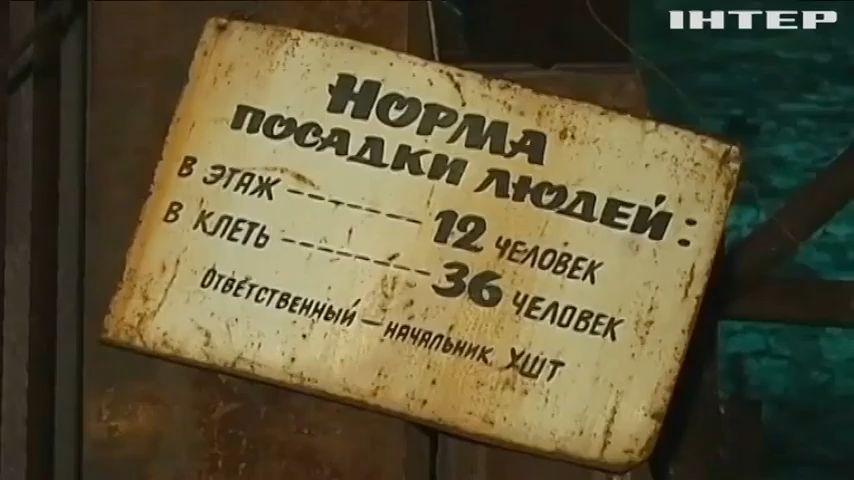 ІНТЕР
НОРМА
ПОСАДКИ ЛЮДЕЙ:
В ЭТАЖ -------- 12 ЧЕЛОВЕК
В КЛЕТЬ -------- 36 ЧЕЛОВЕК
ОТВЕТСТВЕННЫЙ — НАЧАЛЬНИК ХШТ